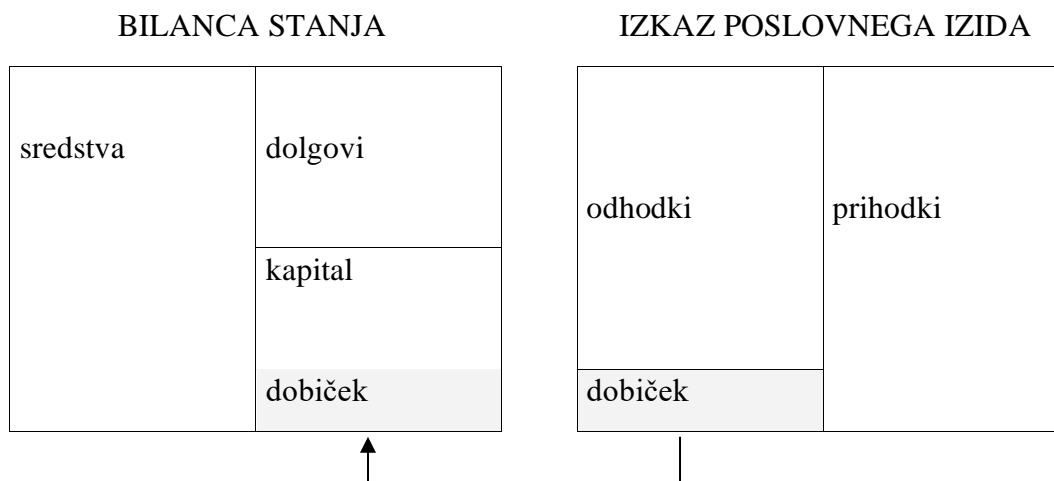 BILANCA STANJA
IZKAZ POSLOVNEGA IZIDA
sredstva
dolgovi
kapital
dobiček
odhodki
prihodki
dobiček